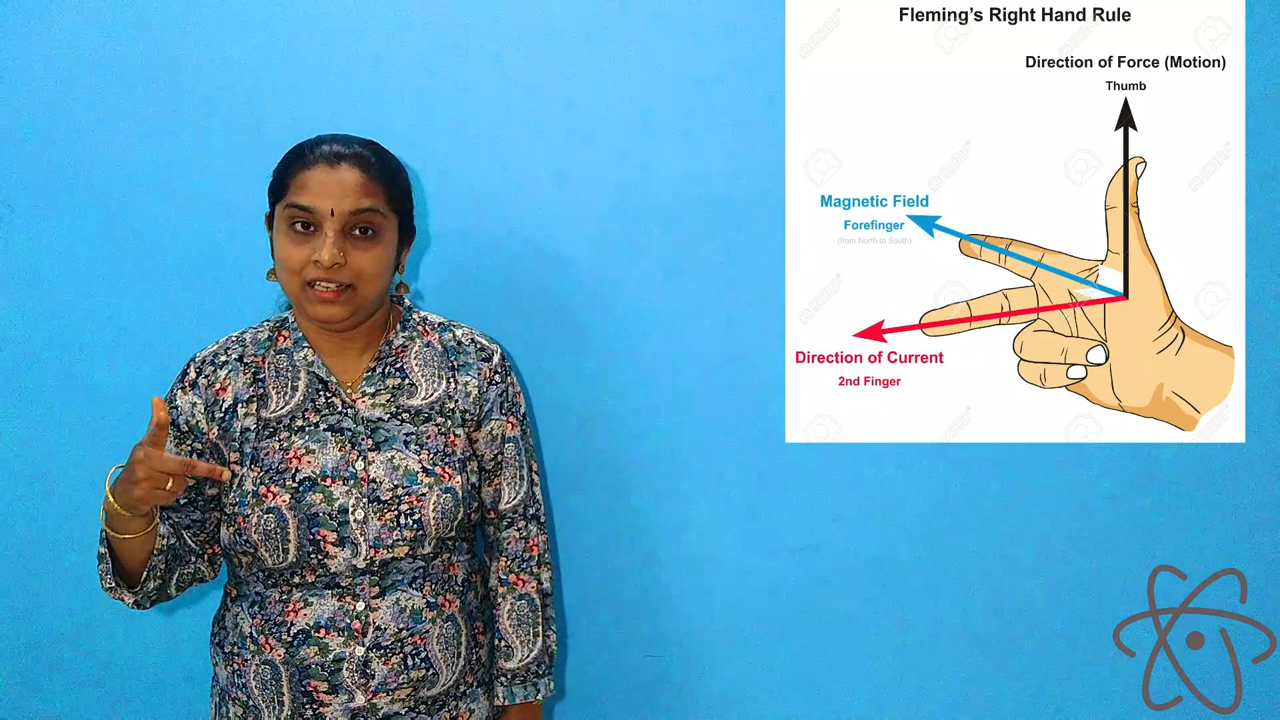 Fleming's Right Hand Rule
Direction of Force (Motion)
Thumb
Magnetic Field
Forefinger
(from North to South)
Direction of Current
2nd Finger